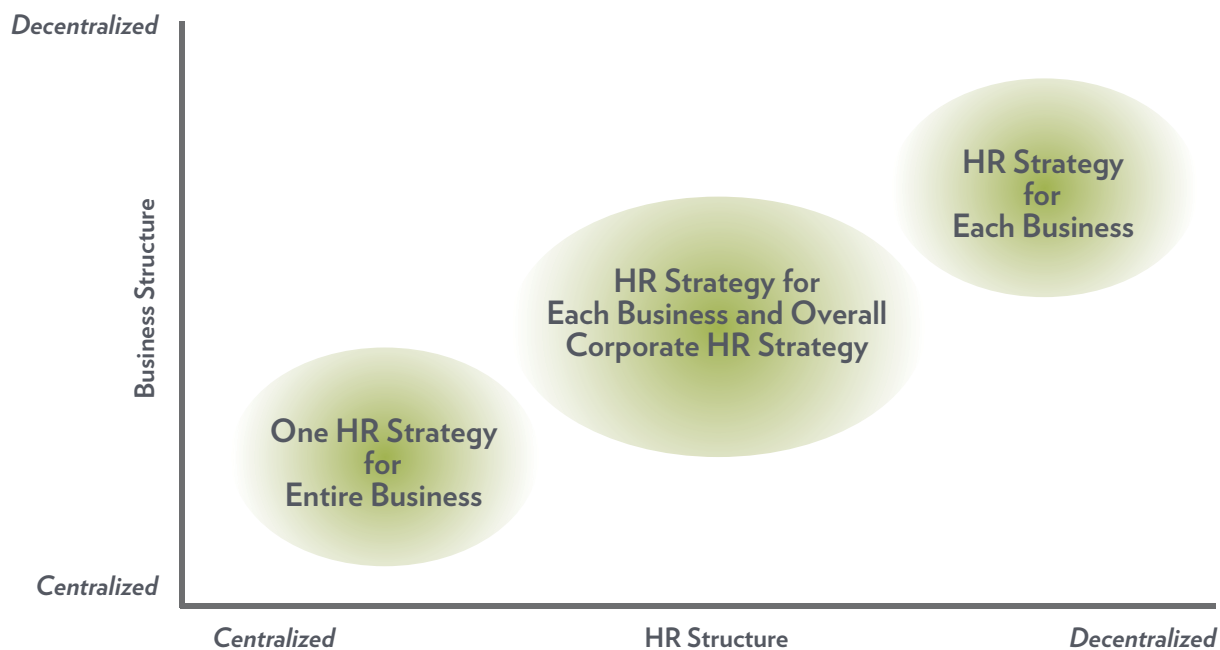 Decentralized
HR Strategy
for
Each Business
HR Strategy for
Each Business and Overall
Corporate HR Strategy
Business Structure
One HR Strategy
for
Entire Business
Centralized
Centralized
HR Structure
Decentralized